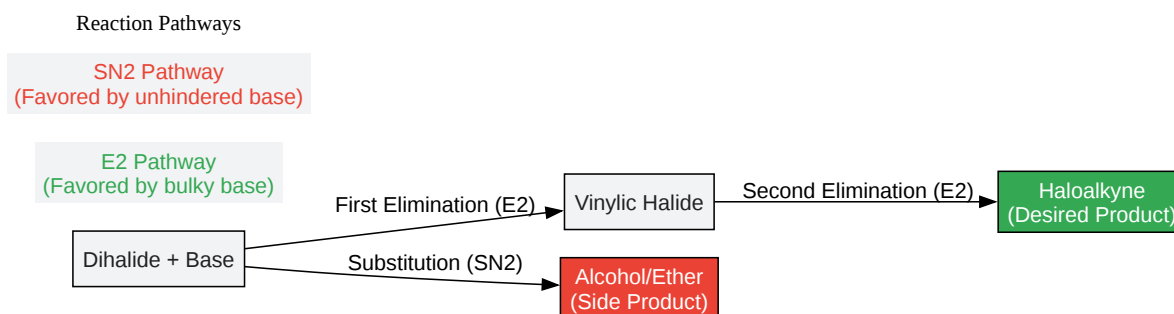 Reaction Pathways
SN2 Pathway
(Favored by unhindered base)
E2 Pathway
(Favored by bulky base)
Dihalide + Base
First Elimination (E2)
Substitution (SN2)
Vinylic Halide
Alcohol/Ether
(Side Product)
Second Elimination (E2)
Haloalkyne
(Desired Product)